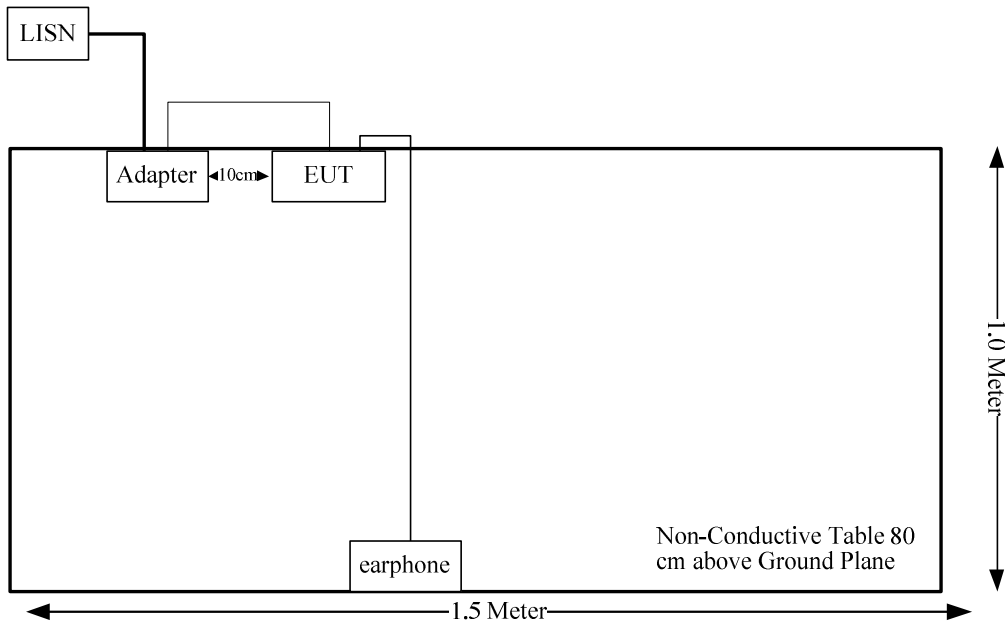 LISN
Adapter
10cm
EUT
1.0 Meter
Non-Conductive Table 80
cm above Ground Plane
earphone
1.5 Meter